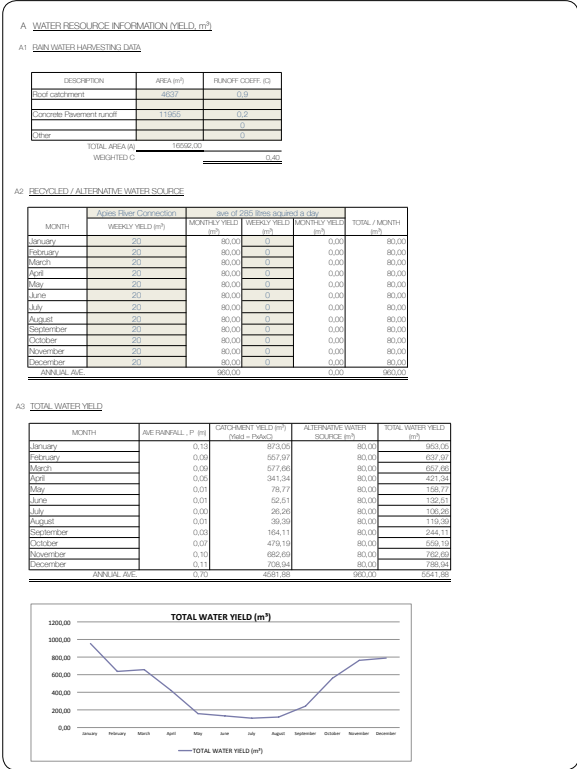 A WATER RESOURCE INFORMATION (YIELD, m³)
A1 RAIN WATER HARVESTING DATA
DESCRIPTION AREA (m²) RUNOFF COEFF. (C)
Roof catchment 4637 0,9
Concrete Pavement runoff 11955 0,2
0
Other 0
TOTAL AREA (A) 16592,00
WEIGHTED C 0,40
A2 RECYCLED / ALTERNATIVE WATER SOURCE
Apies River Connection ave of 285 litres aquired a day
MONTH WEEKLY YIELD (m³) MONTHLY YIELD (m³) WEEKLY YIELD (m³) MONTHLY YIELD (m³) TOTAL / MONTH (m³)
January 20 80,00 0 0,00 80,00
February 20 80,00 0 0,00 80,00
March 20 80,00 0 0,00 80,00
April 20 80,00 0 0,00 80,00
May 20 80,00 0 0,00 80,00
June 20 80,00 0 0,00 80,00
July 20 80,00 0 0,00 80,00
August 20 80,00 0 0,00 80,00
September 20 80,00 0 0,00 80,00
October 20 80,00 0 0,00 80,00
November 20 80,00 0 0,00 80,00
December 20 80,00 0 0,00 80,00
ANNUAL AVE. 960,00 0,00 960,00
A3 TOTAL WATER YIELD
MONTH AVE RAINFALL , P (m) CATCHMENT YIELD (m³) (Yield = PxAxC) ALTERNATIVE WATER SOURCE (m³) TOTAL WATER YIELD (m³)
January 0,13 873,05 80,00 953,05
February 0,09 557,97 80,00 637,97
March 0,09 577,66 80,00 657,66
April 0,05 341,34 80,00 421,34
May 0,01 78,77 80,00 158,77
June 0,01 52,51 80,00 132,51
July 0,00 26,26 80,00 106,26
August 0,01 39,39 80,00 119,39
September 0,03 164,11 80,00 244,11
October 0,07 479,19 80,00 559,19
November 0,10 682,69 80,00 762,69
December 0,11 708,94 80,00 788,94
ANNUAL AVE. 0,70 4581,88 960,00 5541,88
TOTAL WATER YIELD (m³)
1200,00
1000,00
800,00
600,00
400,00
200,00
0,00
January February March April May June July August September October November December
TOTAL WATER YIELD (m³)